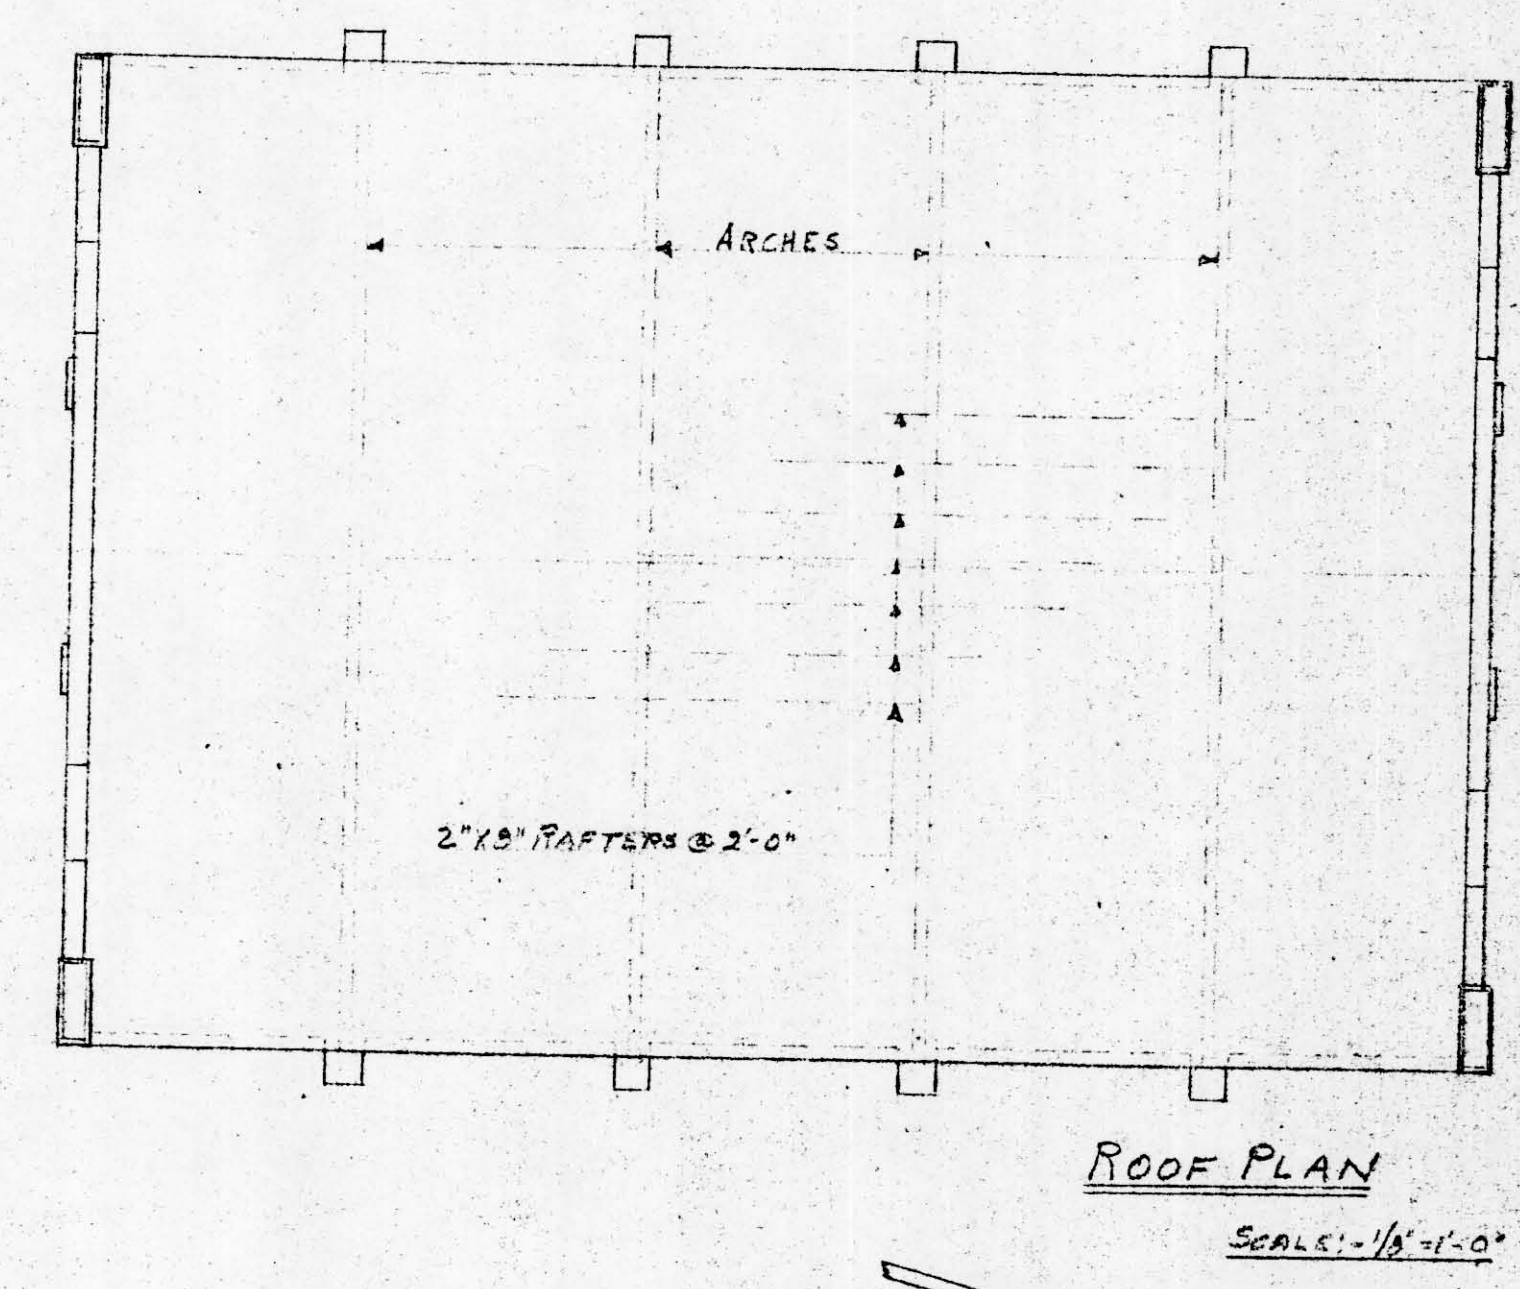 ARCHES
2"X8" RAFTERS @ 2'-0"
ROOF PLAN
SCALE:- 1/8" = 1'-0"